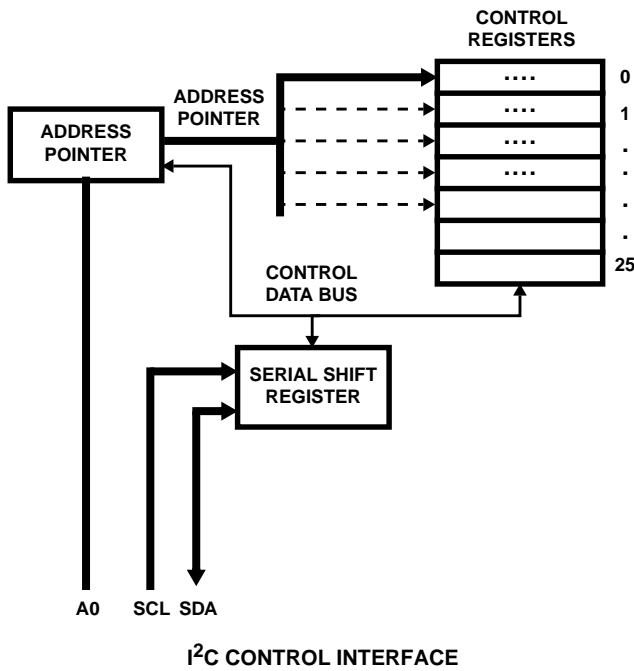 CONTROL
REGISTERS
ADDRESS
POINTER
ADDRESS
POINTER
....
0
....
1
....
.
....
.
.
.
25
CONTROL
DATA BUS
SERIAL SHIFT
REGISTER
A0
SCL
SDA
I²C CONTROL INTERFACE